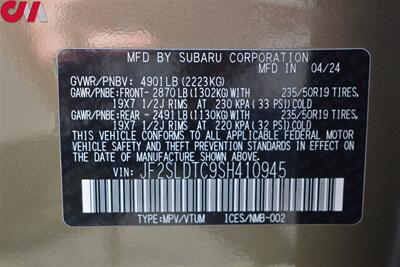 MFD. BY SUBARU CORPORATION
MFD IN 04/24
GVWR/PNBV: 4901LB (2223KG)
GAWR/PNBE:FRONT- 2870LB (1302KG)WITH 235/50R19 TIRES,
19X7 1/2J RIMS AT 230 KPA (33 PSI)COLD
GAWR/PNBE:REAR - 2491LB (1130KG)WITH 235/50R19 TIRES,
19X7 1/2J RIMS AT 220 KPA (32 PSI)COLD
THIS VEHICLE CONFORMS TO ALL APPLICABLE FEDERAL MOTOR
VEHICLE SAFETY, BUMPER, AND THEFT PREVENTION STANDARDS
IN EFFECT ON THE DATE OF MANUFACTURE SHOWN ABOVE.
VIN: JF2SLDTC9SH410945
TYPE:MPV/VTUM ICES/NMB-002